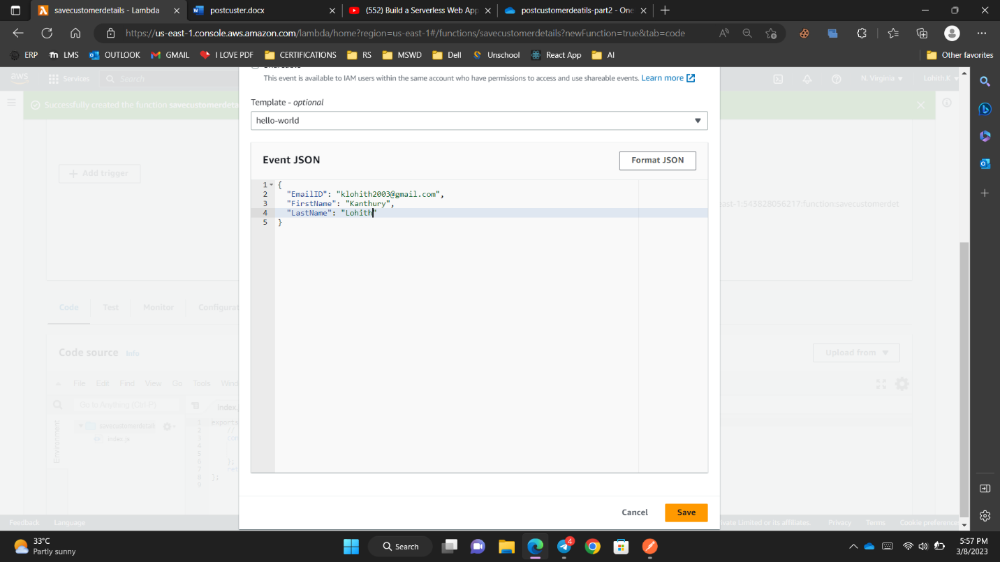 savecustomerdetails - Lambda
postcuster.docx
(552) Build a Serverless Web App
postcustomerdeatils-part2 - One
https://us-east-1.console.aws.amazon.com/lambda/home?region=us-east-1#/functions/savecustomerdetails?newFunction=true&tab=code
ERP LMS OUTLOOK GMAIL I LOVE PDF CERTIFICATIONS RS MSWD Dell Unschool React App AI Other favorites
aws Services Search N. Virginia Lohith.K
This event is available to IAM users within the same account who have permissions to access and use shareable events. Learn more
Successfully created the function savecustomerdeta
Template - optional
hello-world
Event JSON
Format JSON
+ Add trigger
1 {
2 "EmailID": "klohith2003@gmail.com",
3 "FirstName": "Kanthury",
4 "LastName": "Lohith"
5 }
ast-1:543828056217:function:savecustomerdet
Code Test Monitor Configurat
Code source Info
Upload from
File Edit Find View Go Tools Wind
Go to Anything (Ctrl-P)
index.
Environment
savecustomerdetail
index.js
1 exports
2 //
3 con
4
5
6 };
7 ret
8 };
9
Cancel
Save
Feedback Language
ivate Limited or its affiliates. Privacy Terms Cookie preference
33°C
Partly sunny
Search
4
5:57 PM
3/8/2023